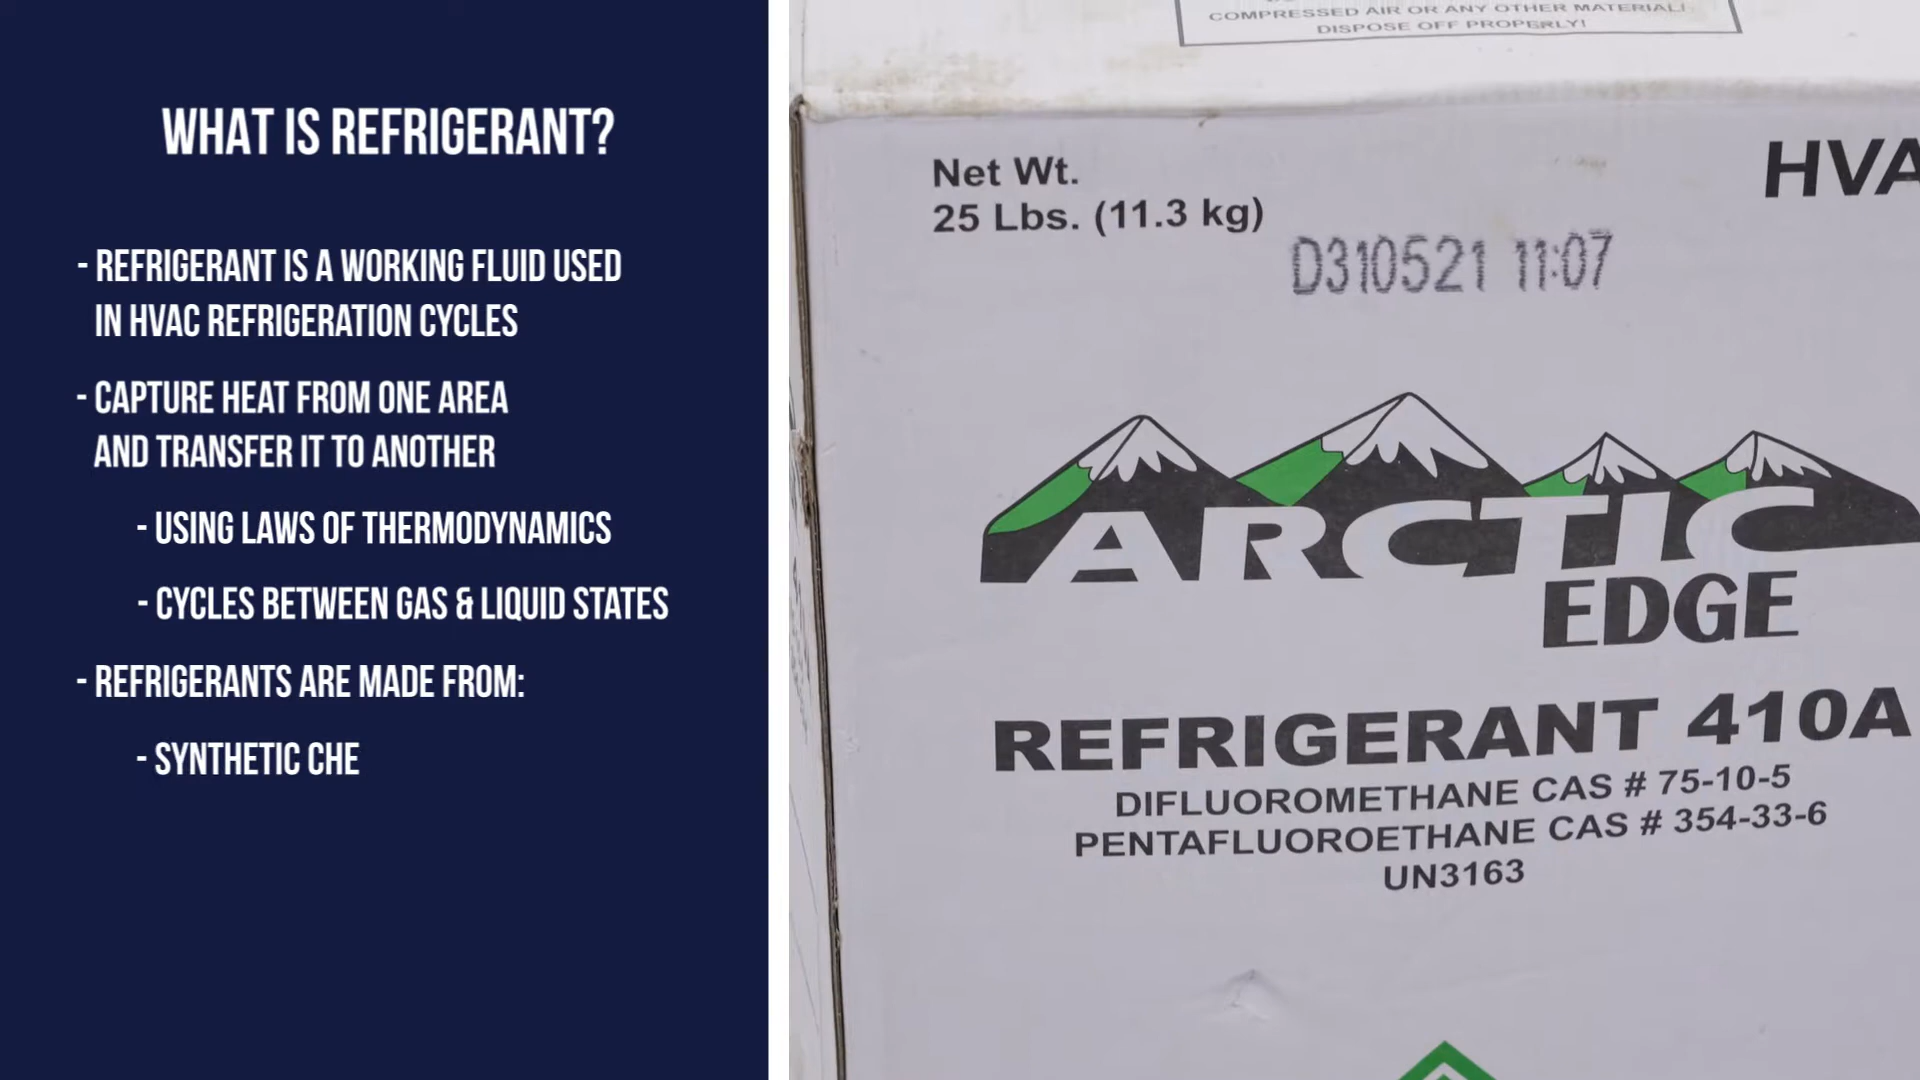 WHAT IS REFRIGERANT?
- REFRIGERANT IS A WORKING FLUID USED
IN HVAC REFRIGERATION CYCLES
- CAPTURE HEAT FROM ONE AREA
AND TRANSFER IT TO ANOTHER
- USING LAWS OF THERMODYNAMICS
- CYCLES BETWEEN GAS & LIQUID STATES
- REFRIGERANTS ARE MADE FROM:
- SYNTHETIC CHE
COMPRESSED AIR OR ANY OTHER MATERIAL!
DISPOSE OFF PROPERLY!
Net Wt.
25 Lbs. (11.3 kg)
HVA
D310521 11:07
ARCTIC
EDGE
REFRIGERANT 410A
DIFLUOROMETHANE CAS # 75-10-5
PENTAFLUOROETHANE CAS # 354-33-6
UN3163